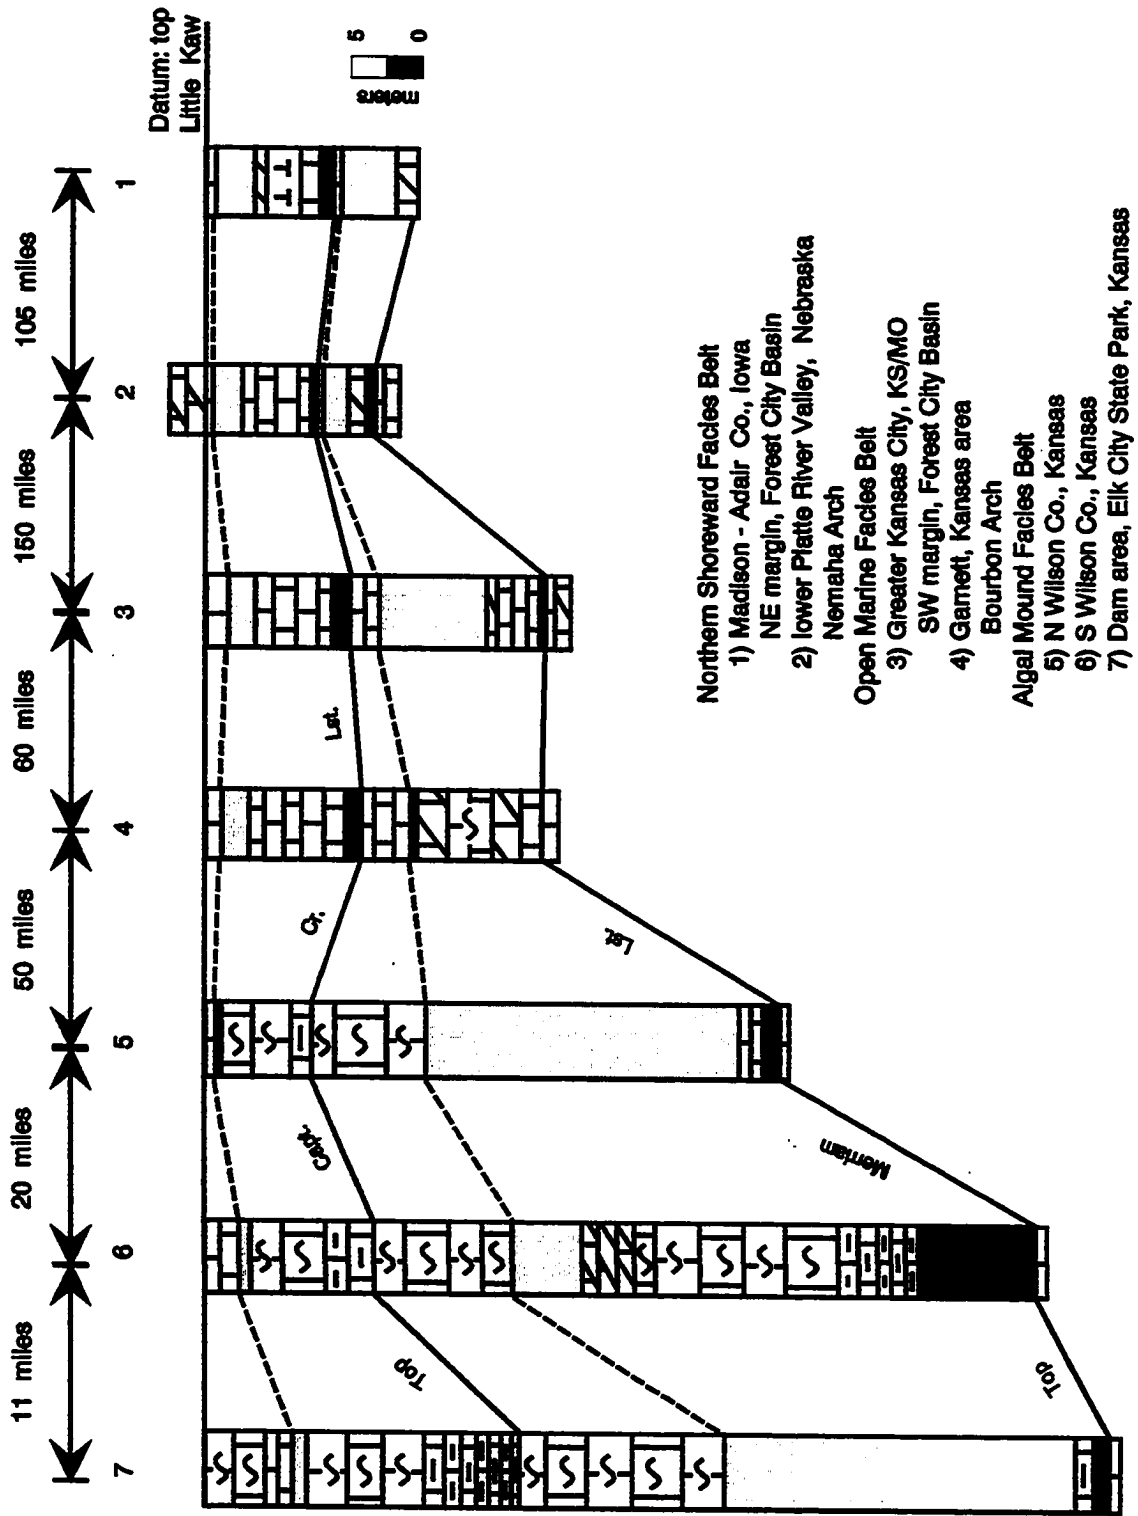 11 miles
20 miles
50 miles
60 miles
150 miles
105 miles
7
6
5
4
3
2
1
Datum: top
Little Kaw
5
0
meters
Top
Capt.
Cr.
Lst.
Top
Merriam
Lst.
Northern Shoreward Facies Belt
1) Madison - Adair Co., Iowa
NE margin, Forest City Basin
2) lower Platte River Valley, Nebraska
Nemaha Arch
Open Marine Facies Belt
3) Greater Kansas City, KS/MO
SW margin, Forest City Basin
4) Garnett, Kansas area
Bourbon Arch
Algal Mound Facies Belt
5) N Wilson Co., Kansas
6) S Wilson Co., Kansas
7) Dam area, Elk City State Park, Kansas